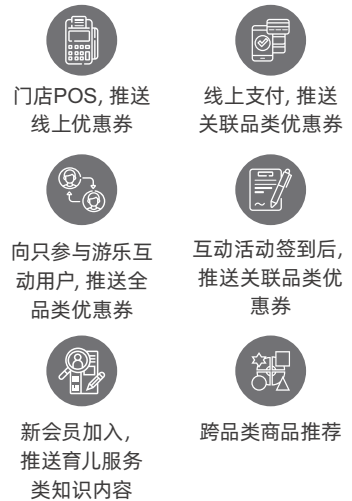 门店POS, 推送
线上优惠券
线上支付, 推送
关联品类优惠券
向只参与游乐互
动用户, 推送全
品类优惠券
互动活动签到后,
推送关联品类优
惠券
新会员加入,
推送育儿服务
类知识内容
跨品类商品推荐